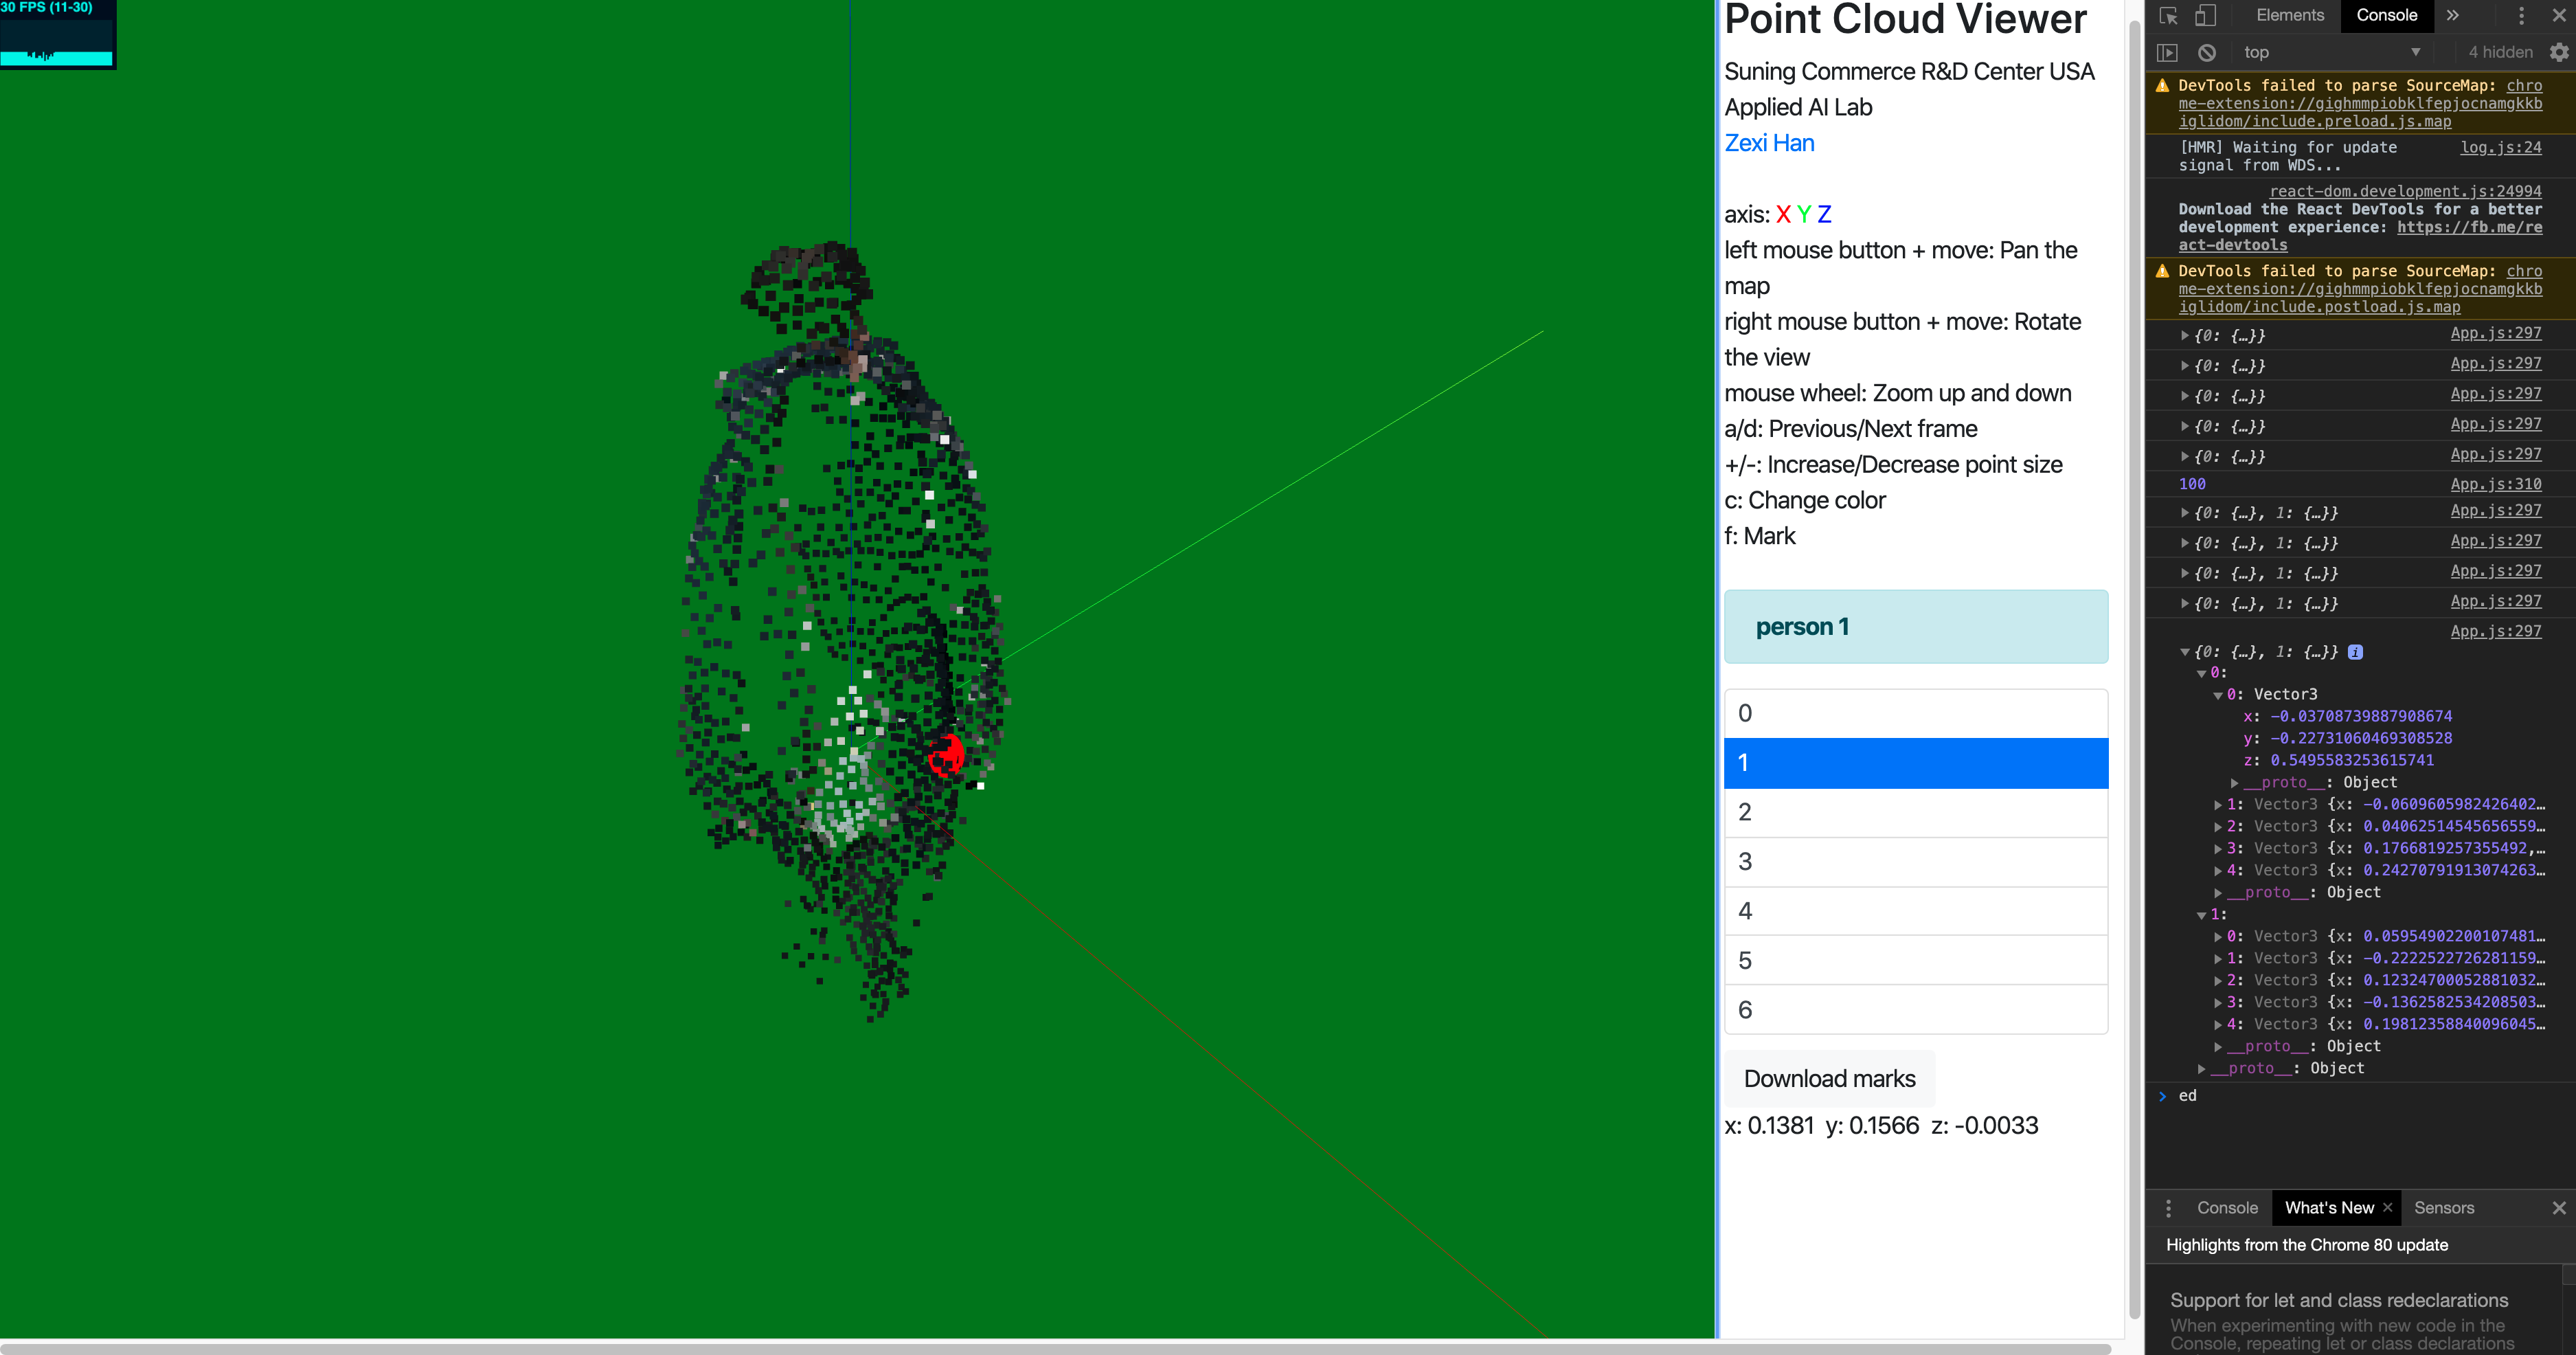 30 FPS (11-30)
Point Cloud Viewer
Suning Commerce R&D Center USA
Applied AI Lab
Zexi Han
axis: X Y Z
left mouse button + move: Pan the
map
right mouse button + move: Rotate
the view
mouse wheel: Zoom up and down
a/d: Previous/Next frame
+/-: Increase/Decrease point size
c: Change color
f: Mark
person 1
0
1
2
3
4
5
6
Download marks
x: 0.1381 y: 0.1566 z: -0.0033
Elements Console »
top 4 hidden
DevTools failed to parse SourceMap: chro
me-extension://gighmmpiobklfepjocnamgkkb
iglidom/include.preload.js.map
[HMR] Waiting for update log.js:24
signal from WDS...
react-dom.development.js:24994
Download the React DevTools for a better
development experience: https://fb.me/re
act-devtools
DevTools failed to parse SourceMap: chro
me-extension://gighmmpiobklfepjocnamgkkb
iglidom/include.postload.js.map
{0: {…}} App.js:297
{0: {…}} App.js:297
{0: {…}} App.js:297
{0: {…}} App.js:297
{0: {…}} App.js:297
100 App.js:310
{0: {…}, 1: {…}} App.js:297
{0: {…}, 1: {…}} App.js:297
{0: {…}, 1: {…}} App.js:297
{0: {…}, 1: {…}} App.js:297
App.js:297
{0: {…}, 1: {…}} i
0:
0: Vector3
x: -0.03708739887908674
y: -0.22731060469308528
z: 0.5495583253615741
__proto__: Object
1: Vector3 {x: -0.0609605982426402…
2: Vector3 {x: 0.04062514545656559…
3: Vector3 {x: 0.1766819257355492,…
4: Vector3 {x: 0.24270791913074263…
__proto__: Object
1:
0: Vector3 {x: 0.05954902200107481…
1: Vector3 {x: -0.2222522726281159…
2: Vector3 {x: 0.12324700052881032…
3: Vector3 {x: -0.1362582534208503…
4: Vector3 {x: 0.19812358840096045…
__proto__: Object
__proto__: Object
> ed
Console What's New × Sensors
Highlights from the Chrome 80 update
Support for let and class redeclarations
When experimenting with new code in the
Console, repeating let or class declarations